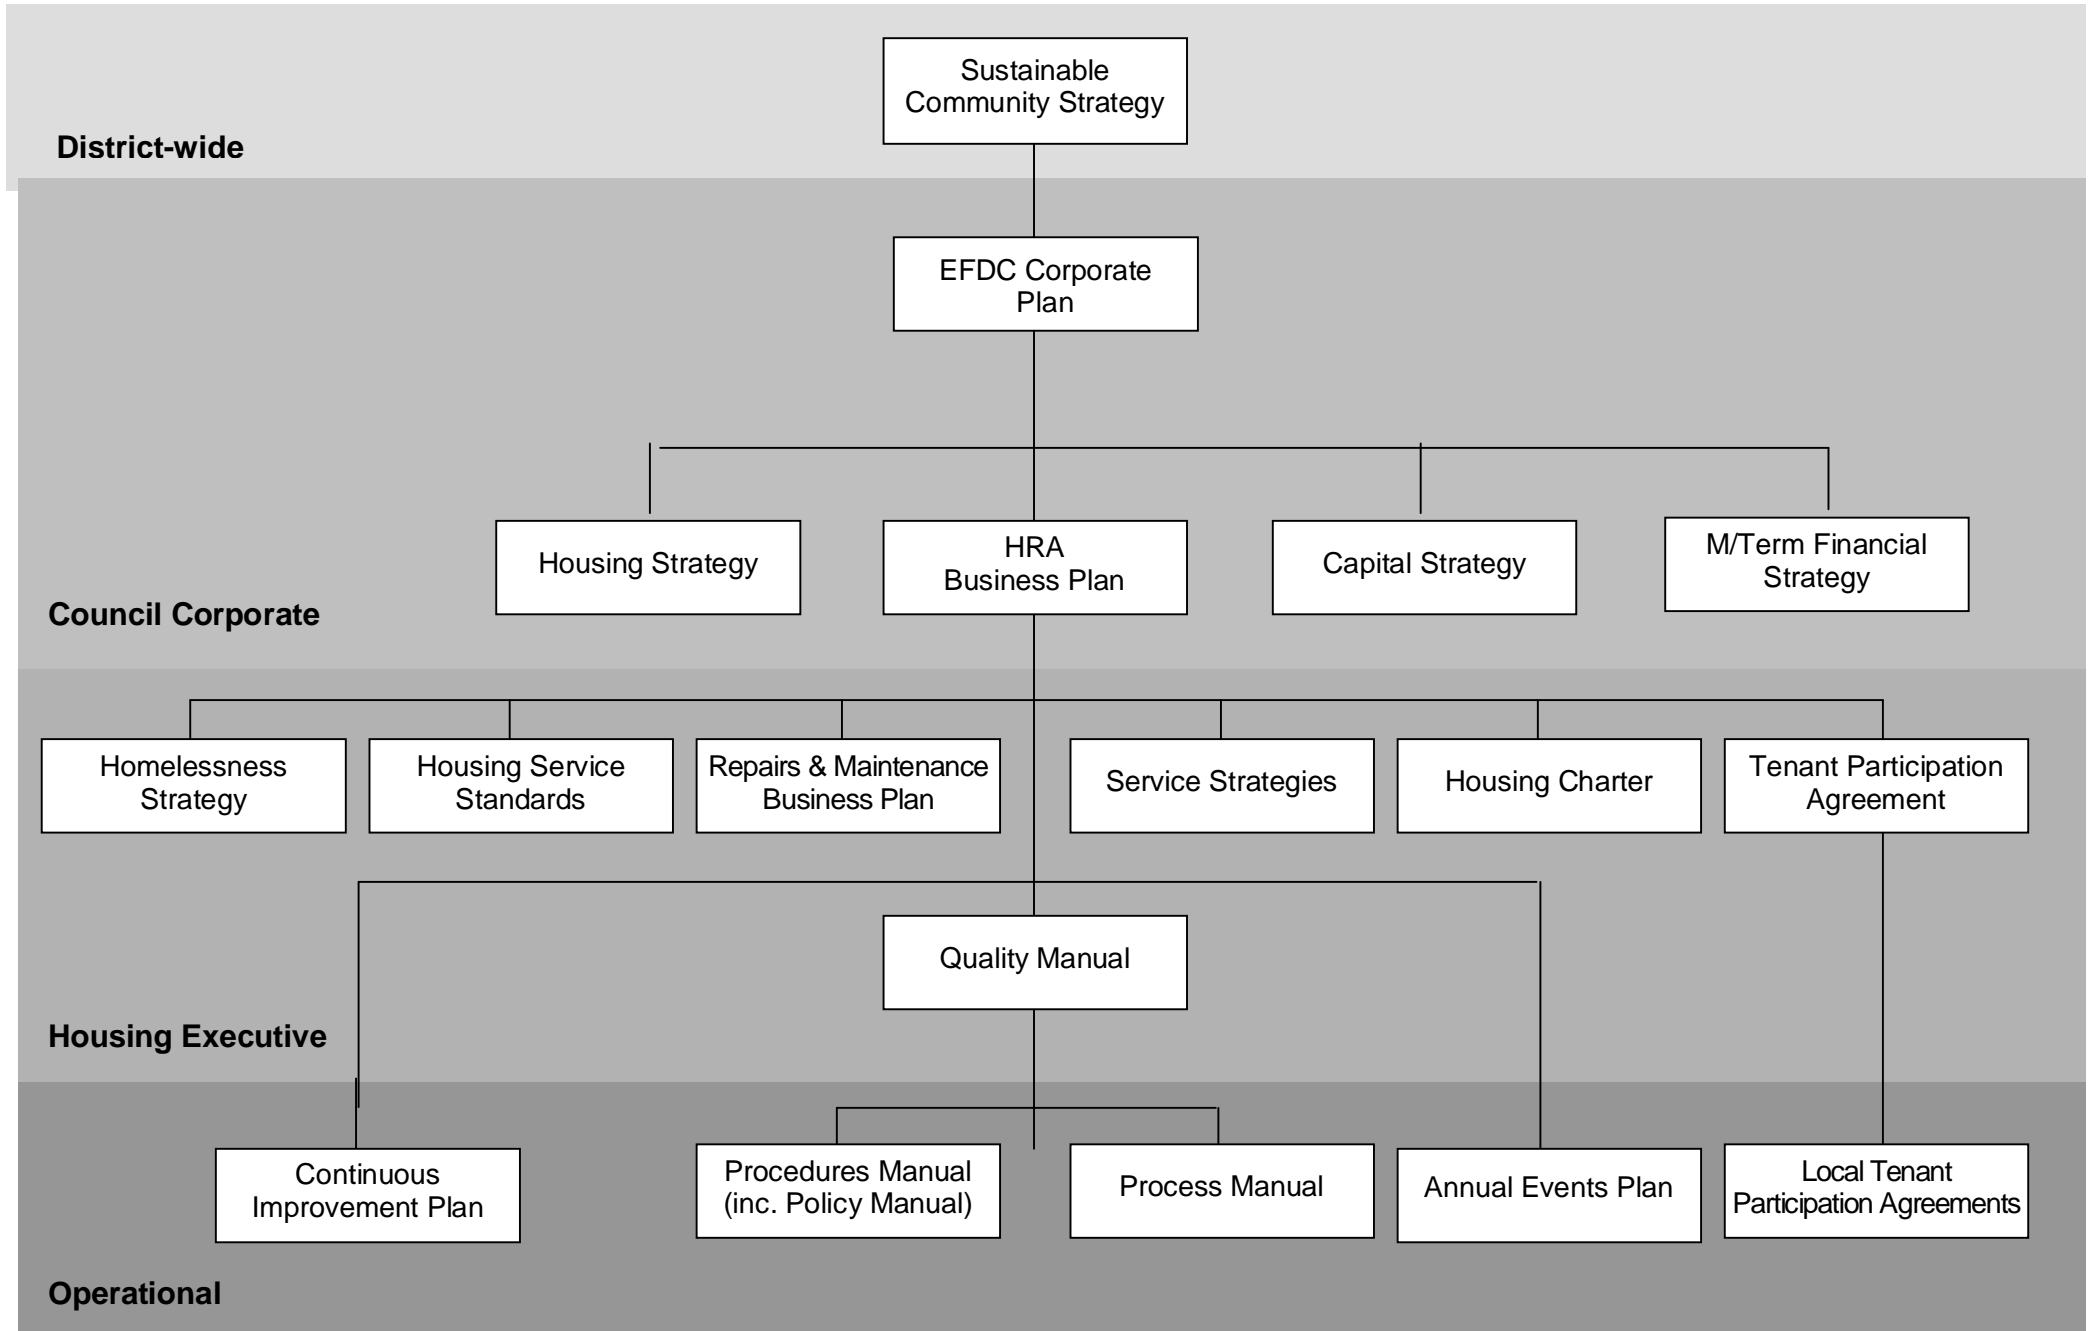 Sustainable
Community Strategy
District-wide
EFDC Corporate
Plan
Housing Strategy
HRA
Business Plan
Capital Strategy
M/Term Financial
Strategy
Council Corporate
Homelessness
Strategy
Housing Service
Standards
Repairs & Maintenance
Business Plan
Service Strategies
Housing Charter
Tenant Participation
Agreement
Quality Manual
Housing Executive
Continuous
Improvement Plan
Procedures Manual
(inc. Policy Manual)
Process Manual
Annual Events Plan
Local Tenant
Participation Agreements
Operational